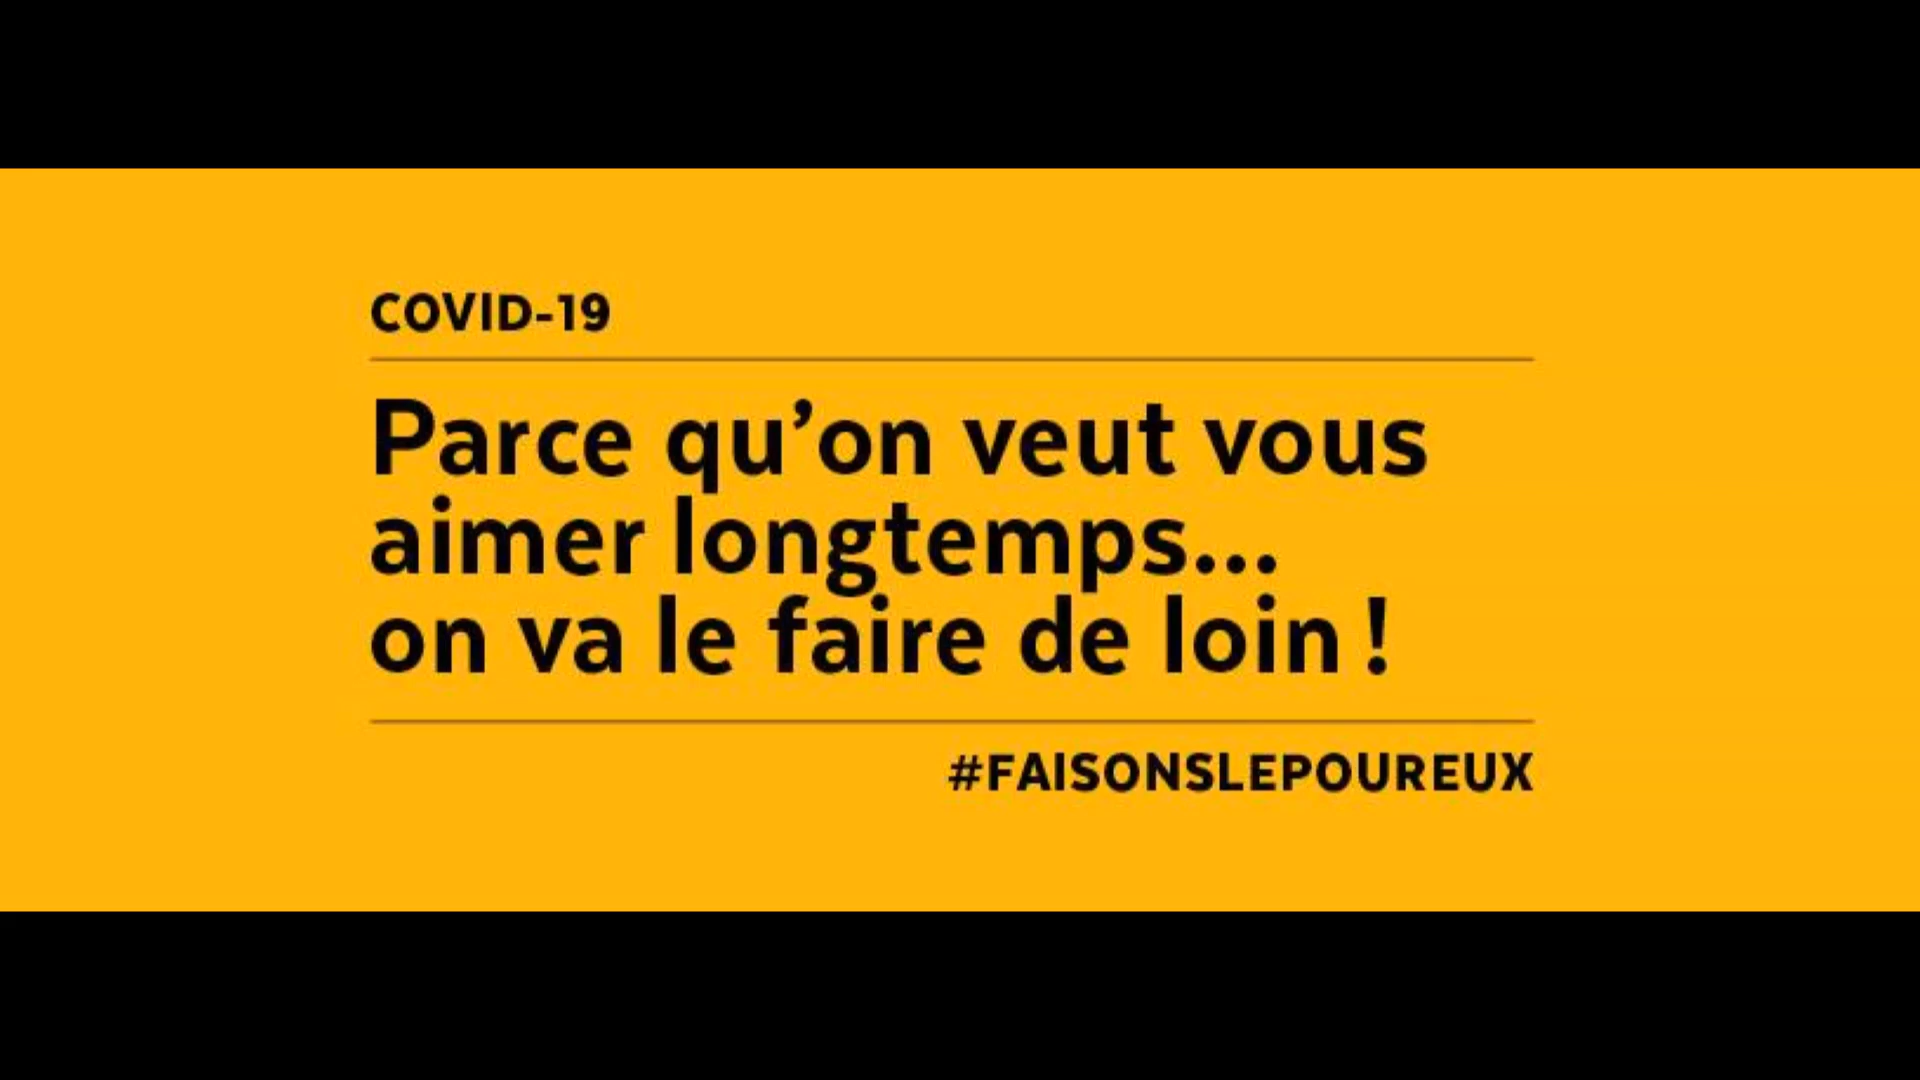 COVID-19
Parce qu’on veut vous
aimer longtemps...
on va le faire de loin !
#FAISONSLEPOUREUX